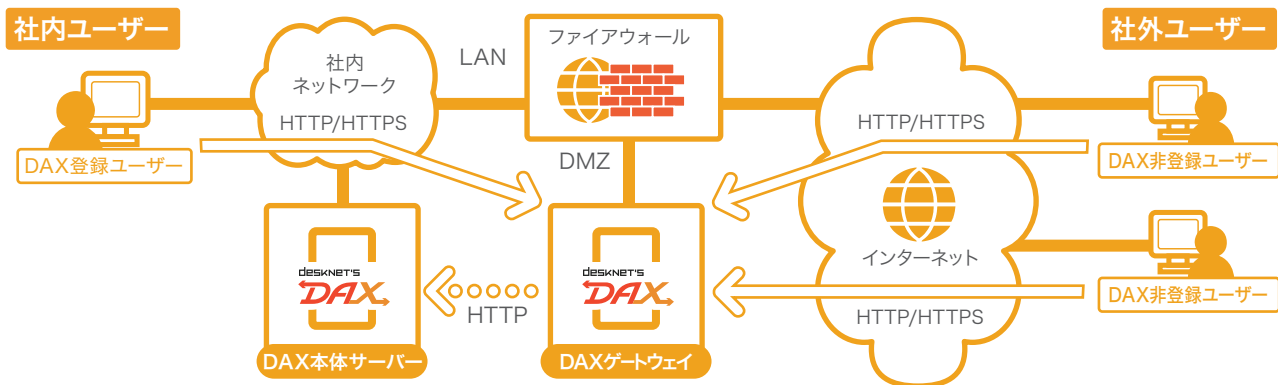 社内ユーザー
DAX登録ユーザー
社内
ネットワーク
HTTP/HTTPS
LAN
ファイアウォール
DMZ
desknet's
DAX
DAX本体サーバー
HTTP
desknet's
DAX
DAXゲートウェイ
HTTP/HTTPS
インターネット
HTTP/HTTPS
社外ユーザー
DAX非登録ユーザー
DAX非登録ユーザー